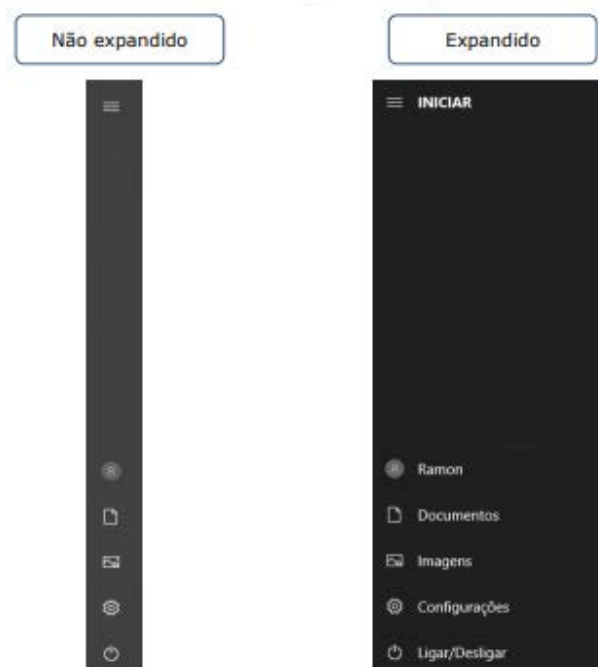 Não expandido
Expandido
INICIAR
Ramon
Documentos
Imagens
Configurações
Ligar/Desligar